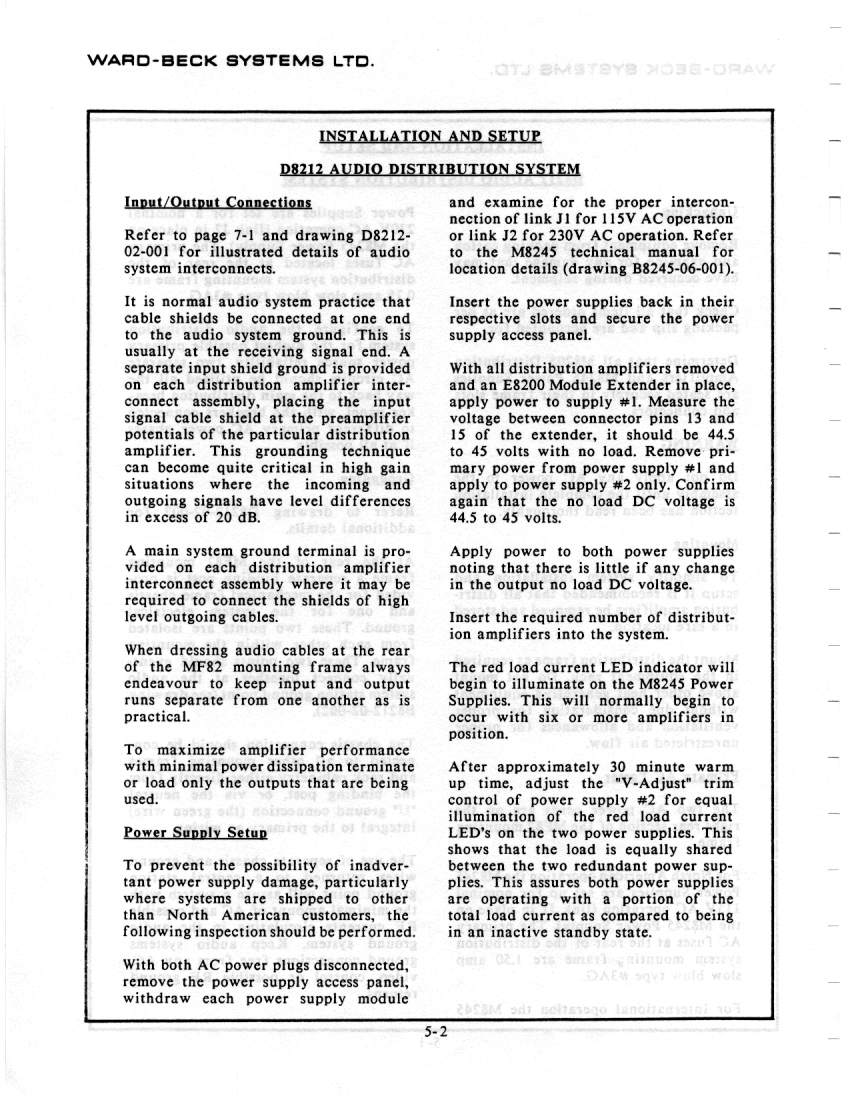 WARD-BECK SYSTEMS LTD.
INSTALLATION AND SETUP
D8212 AUDIO DISTRIBUTION SYSTEM
Input/Output Connections
Refer to page 7-1 and drawing D8212-
02-001 for illustrated details of audio
system interconnects.
It is normal audio system practice that
cable shields be connected at one end
to the audio system ground. This is
usually at the receiving signal end. A
separate input shield ground is provided
on each distribution amplifier inter-
connect assembly, placing the input
signal cable shield at the preamplifier
potentials of the particular distribution
amplifier. This grounding technique
can become quite critical in high gain
situations where the incoming and
outgoing signals have level differences
in excess of 20 dB.
A main system ground terminal is pro-
vided on each distribution amplifier
interconnect assembly where it may be
required to connect the shields of high
level outgoing cables.
When dressing audio cables at the rear
of the MF82 mounting frame always
endeavour to keep input and output
runs separate from one another as is
practical.
To maximize amplifier performance
with minimal power dissipation terminate
or load only the outputs that are being
used.
Power Supply Setup
To prevent the possibility of inadver-
tant power supply damage, particularly
where systems are shipped to other
than North American customers, the
following inspection should be performed.
With both AC power plugs disconnected,
remove the power supply access panel,
withdraw each power supply module
and examine for the proper intercon-
nection of link J1 for 115V AC operation
or link J2 for 230V AC operation. Refer
to the M8245 technical manual for
location details (drawing B8245-06-001).
Insert the power supplies back in their
respective slots and secure the power
supply access panel.
With all distribution amplifiers removed
and an E8200 Module Extender in place,
apply power to supply #1. Measure the
voltage between connector pins 13 and
15 of the extender, it should be 44.5
to 45 volts with no load. Remove pri-
mary power from power supply #1 and
apply to power supply #2 only. Confirm
again that the no load DC voltage is
44.5 to 45 volts.
Apply power to both power supplies
noting that there is little if any change
in the output no load DC voltage.
Insert the required number of distribut-
ion amplifiers into the system.
The red load current LED indicator will
begin to illuminate on the M8245 Power
Supplies. This will normally begin to
occur with six or more amplifiers in
position.
After approximately 30 minute warm
up time, adjust the "V-Adjust" trim
control of power supply #2 for equal
illumination of the red load current
LED's on the two power supplies. This
shows that the load is equally shared
between the two redundant power sup-
plies. This assures both power supplies
are operating with a portion of the
total load current as compared to being
in an inactive standby state.
5-2